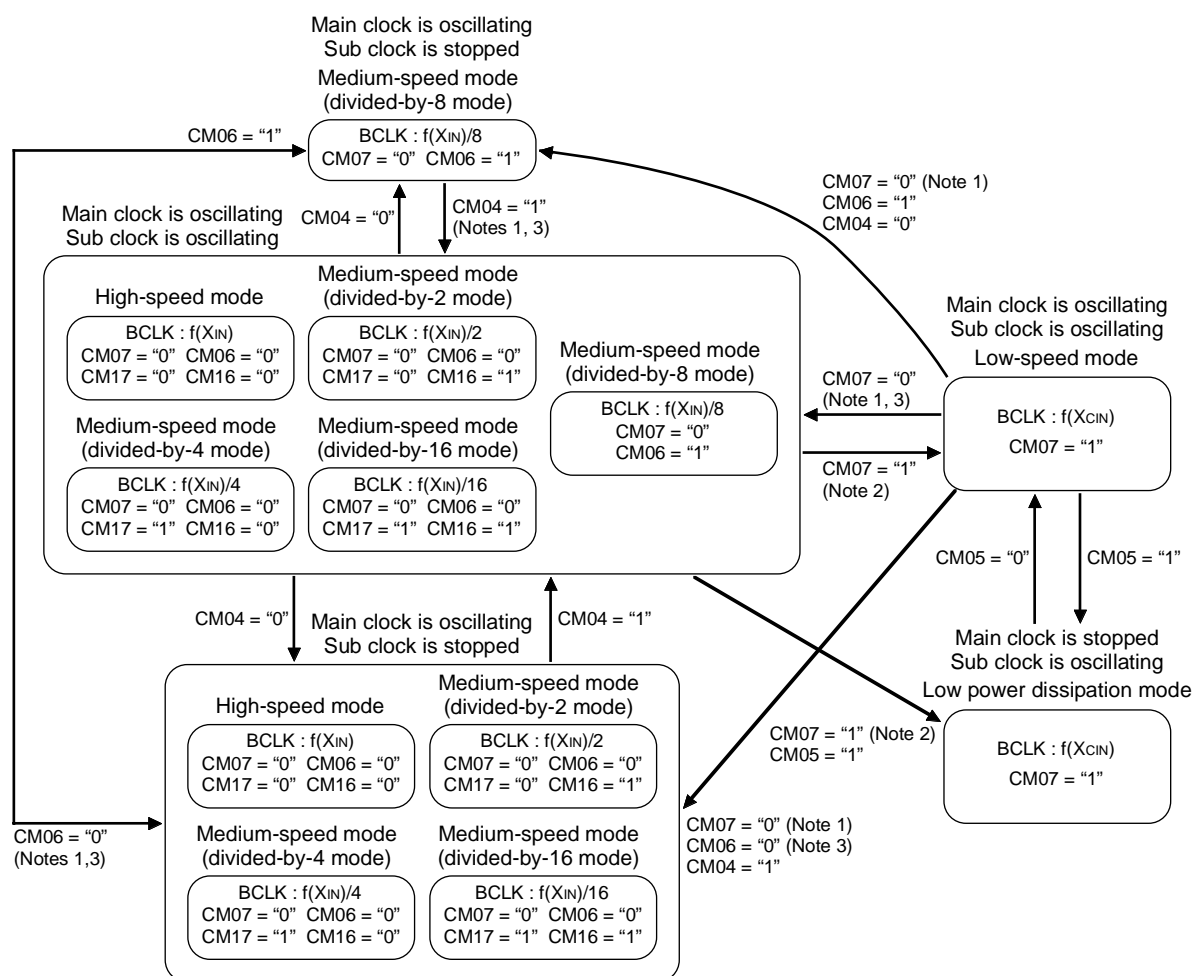 Main clock is oscillating
Sub clock is stopped
Medium-speed mode
(divided-by-8 mode)
CM06 = “1”
BCLK : f(XIN)/8
CM07 = “0” CM06 = “1”
CM07 = “0” (Note 1)
CM06 = “1”
CM04 = “0”
Main clock is oscillating
Sub clock is oscillating
CM04 = “0”
CM04 = “1”
(Notes 1, 3)
High-speed mode
BCLK : f(XIN)
CM07 = “0” CM06 = “0”
CM17 = “0” CM16 = “0”
Medium-speed mode
(divided-by-2 mode)
BCLK : f(XIN)/2
CM07 = “0” CM06 = “0”
CM17 = “0” CM16 = “1”
Medium-speed mode
(divided-by-8 mode)
BCLK : f(XIN)/8
CM07 = “0”
CM06 = “1”
Medium-speed mode
(divided-by-4 mode)
BCLK : f(XIN)/4
CM07 = “0” CM06 = “0”
CM17 = “1” CM16 = “0”
Medium-speed mode
(divided-by-16 mode)
BCLK : f(XIN)/16
CM07 = “0” CM06 = “0”
CM17 = “1” CM16 = “1”
CM07 = “0”
(Note 1, 3)
CM07 = “1”
(Note 2)
Main clock is oscillating
Sub clock is oscillating
Low-speed mode
BCLK : f(XCIN)
CM07 = “1”
CM05 = “0”
CM05 = “1”
Main clock is stopped
Sub clock is oscillating
Low power dissipation mode
BCLK : f(XCIN)
CM07 = “1”
CM07 = “1” (Note 2)
CM05 = “1”
CM04 = “0”
CM04 = “1”
Main clock is oscillating
Sub clock is stopped
High-speed mode
BCLK : f(XIN)
CM07 = “0” CM06 = “0”
CM17 = “0” CM16 = “0”
Medium-speed mode
(divided-by-2 mode)
BCLK : f(XIN)/2
CM07 = “0” CM06 = “0”
CM17 = “0” CM16 = “1”
CM06 = “0”
(Notes 1,3)
Medium-speed mode
(divided-by-4 mode)
BCLK : f(XIN)/4
CM07 = “0” CM06 = “0”
CM17 = “1” CM16 = “0”
Medium-speed mode
(divided-by-16 mode)
BCLK : f(XIN)/16
CM07 = “0” CM06 = “0”
CM17 = “1” CM16 = “1”
CM07 = “0” (Note 1)
CM06 = “0” (Note 3)
CM04 = “1”